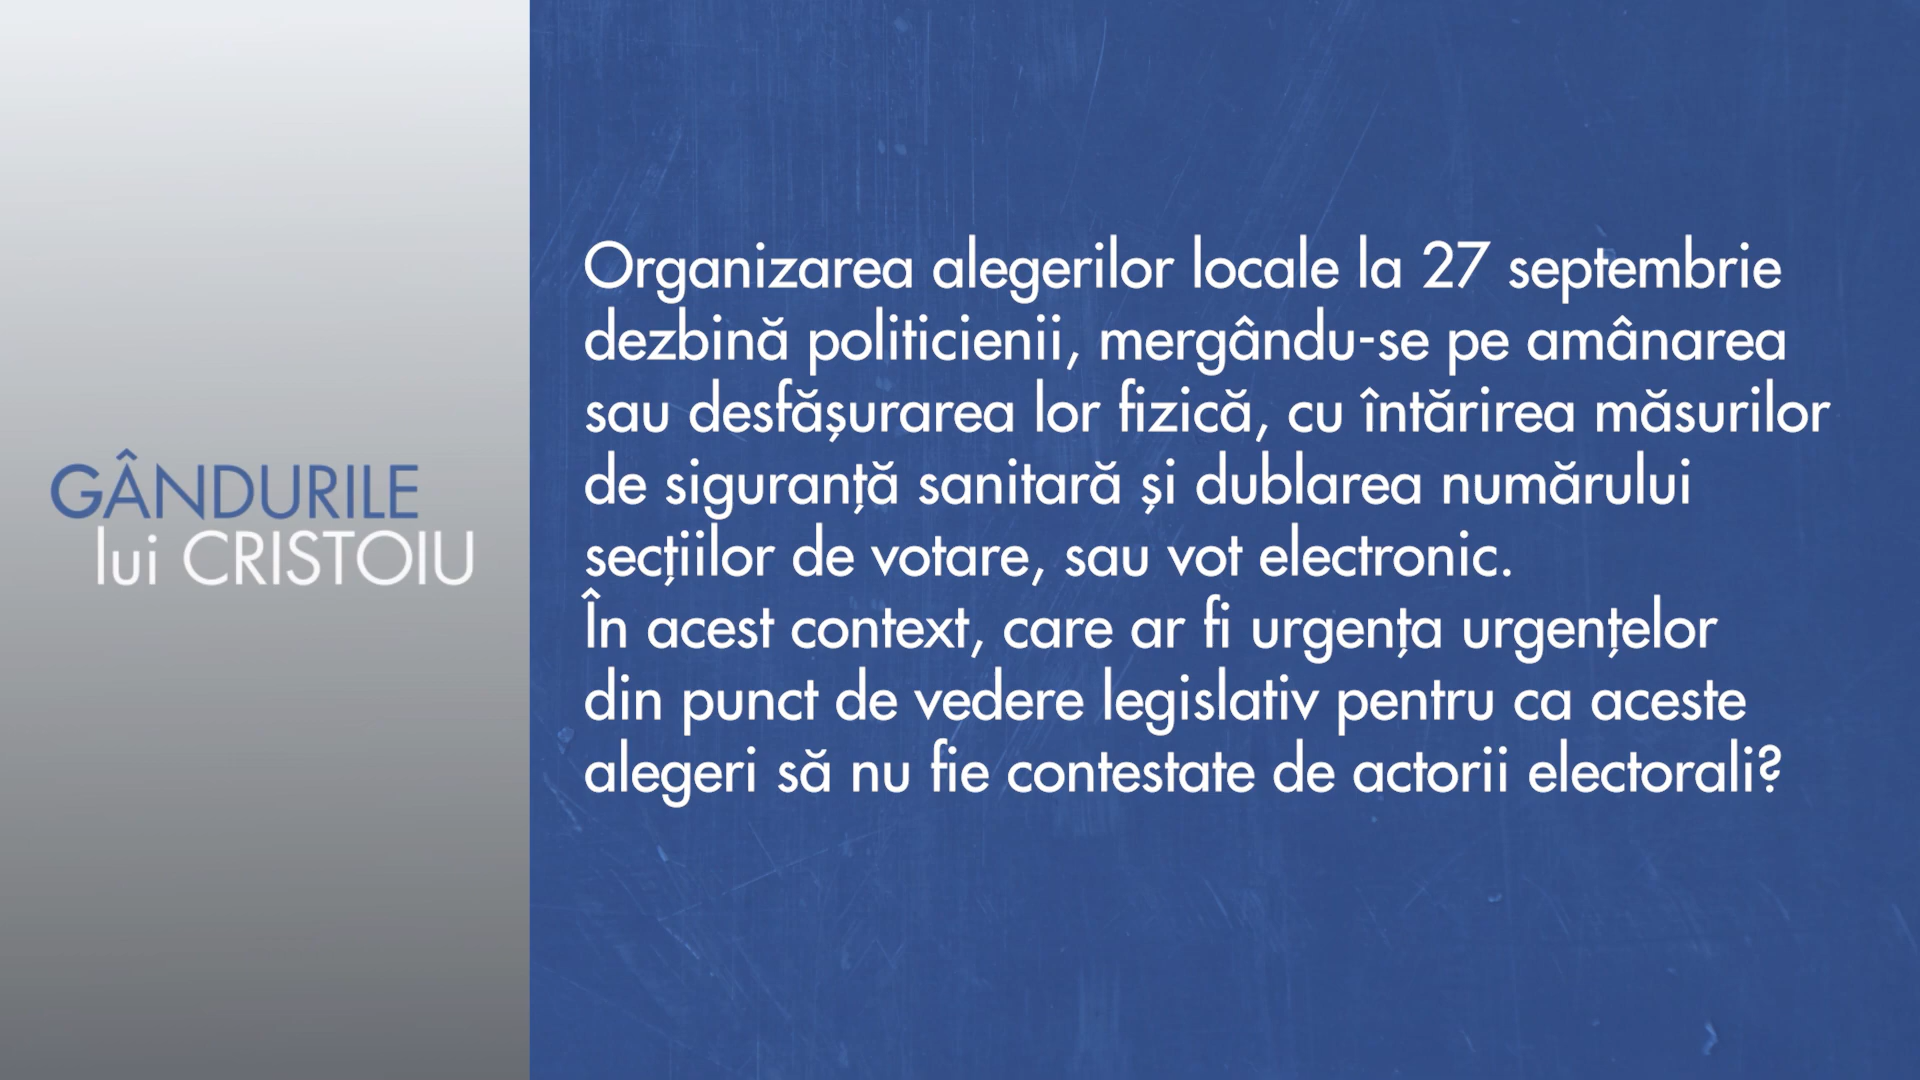 GÂNDURILE
lui CRISTOIU
Organizarea alegerilor locale la 27 septembrie
dezbină politicienii, mergându-se pe amânarea
sau desfășurarea lor fizică, cu întărirea măsurilor
de siguranță sanitară și dublarea numărului
secțiilor de votare, sau vot electronic.
În acest context, care ar fi urgența urgențelor
din punct de vedere legislativ pentru ca aceste
alegeri să nu fie contestate de actorii electorali?